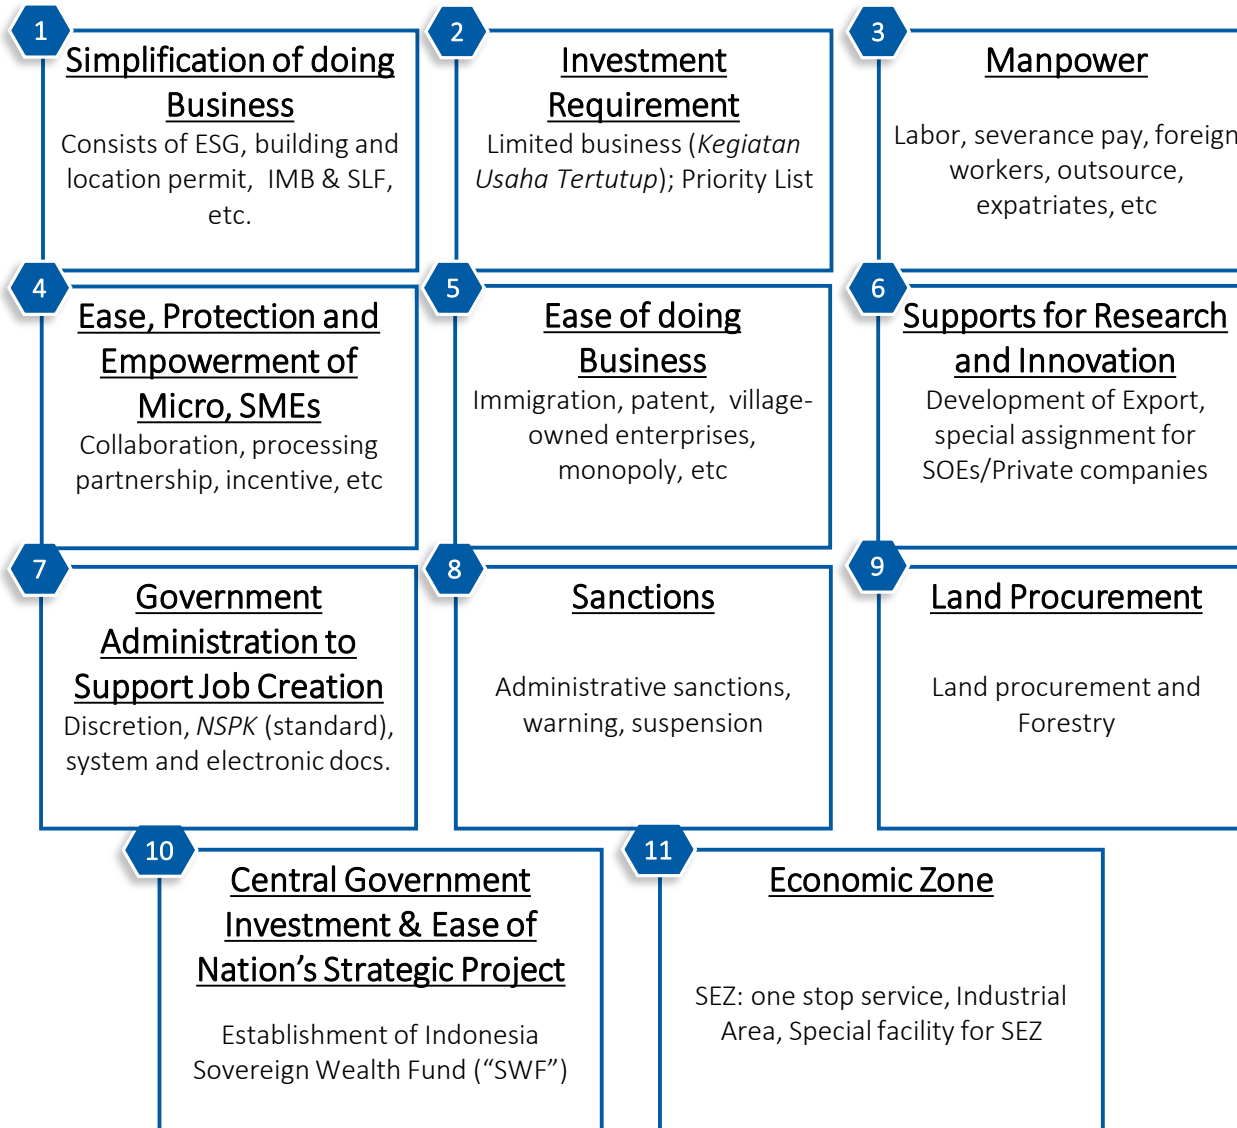 1
Simplification of doing
Business
Consists of ESG, building and
location permit, IMB & SLF,
etc.
2
Investment
Requirement
Limited business (Kegiatan
Usaha Tertutup); Priority List
3
Manpower
Labor, severance pay, foreign
workers, outsource,
expatriates, etc
4
Ease, Protection and
Empowerment of
Micro, SMEs
Collaboration, processing
partnership, incentive, etc
5
Ease of doing
Business
Immigration, patent, village-
owned enterprises,
monopoly, etc
6
Supports for Research
and Innovation
Development of Export,
special assignment for
SOEs/Private companies
7
Government
Administration to
Support Job Creation
Discretion, NSPK (standard),
system and electronic docs.
8
Sanctions
Administrative sanctions,
warning, suspension
9
Land Procurement
Land procurement and
Forestry
10
Central Government
Investment & Ease of
Nation’s Strategic Project
Establishment of Indonesia
Sovereign Wealth Fund (“SWF”)
11
Economic Zone
SEZ: one stop service, Industrial
Area, Special facility for SEZ